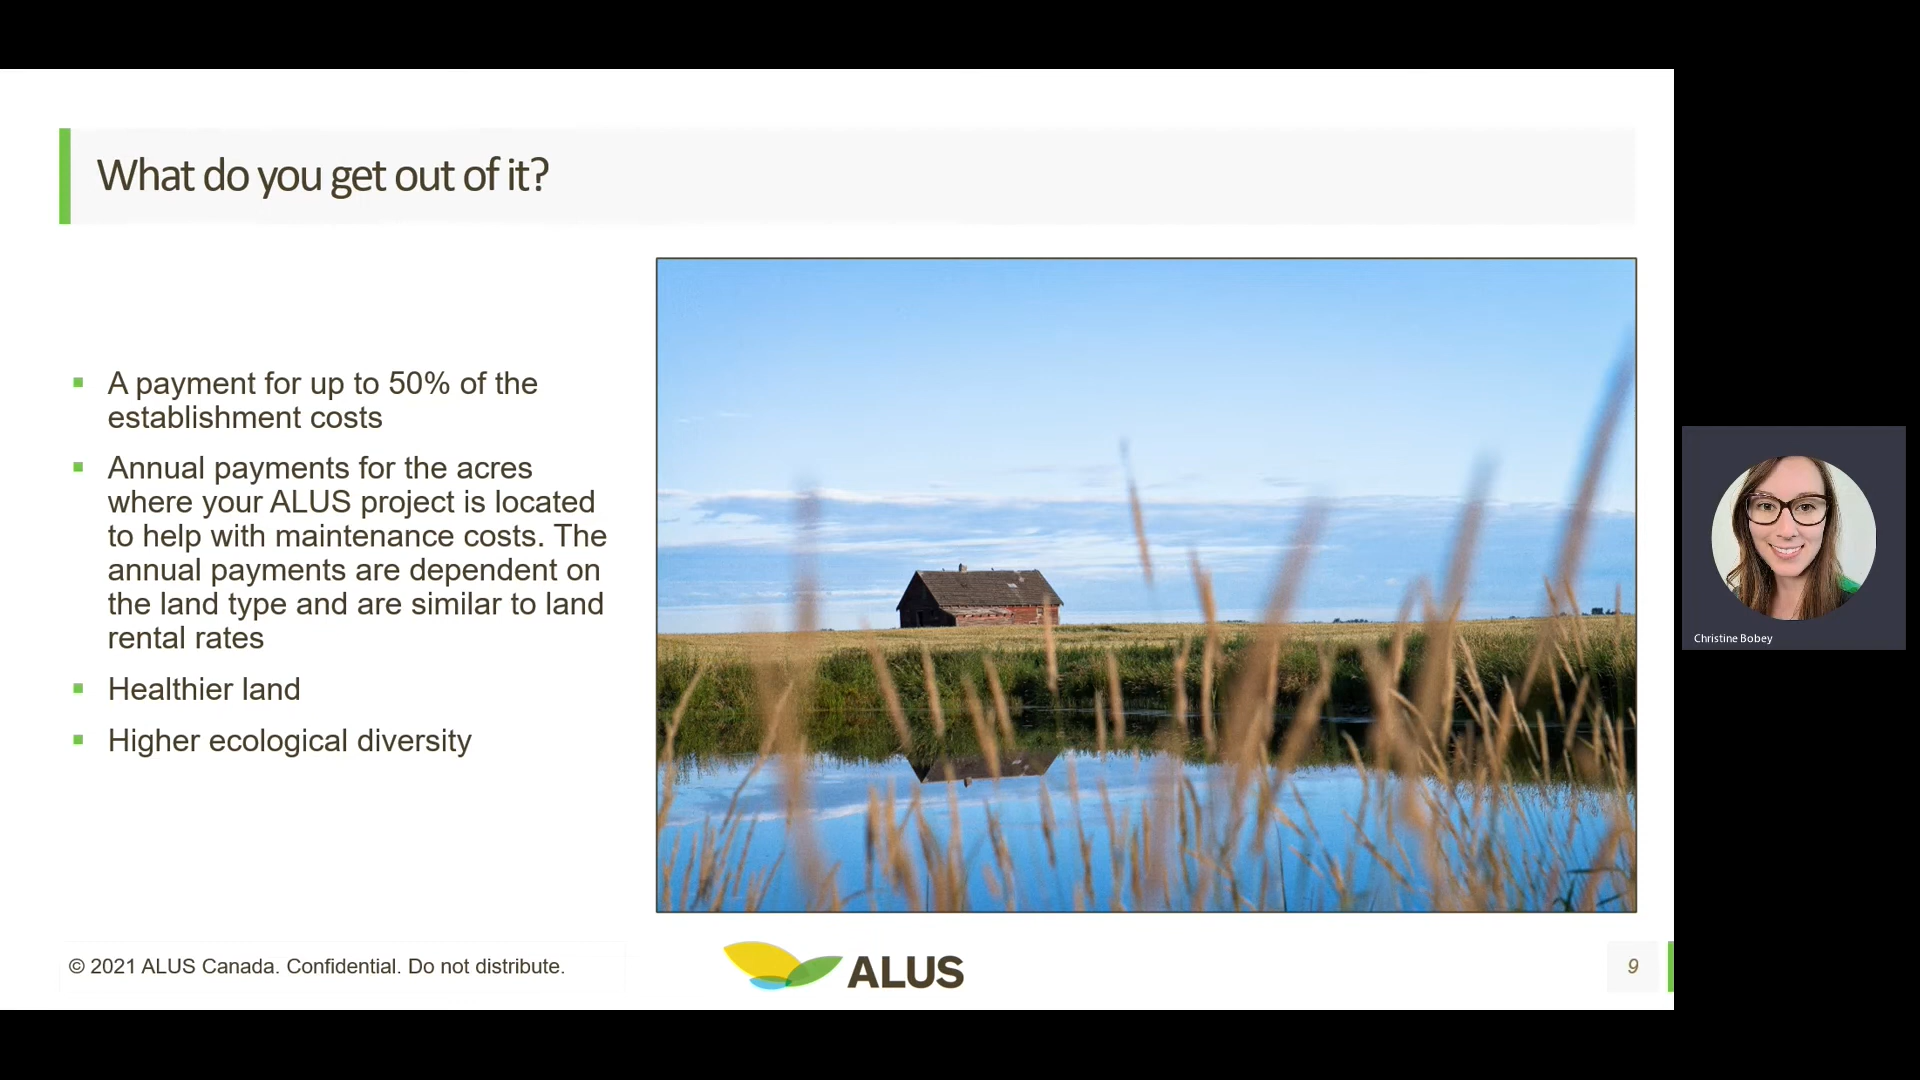 What do you get out of it?
A payment for up to 50% of the
establishment costs
Annual payments for the acres
where your ALUS project is located
to help with maintenance costs. The
annual payments are dependent on
the land type and are similar to land
rental rates
Healthier land
Higher ecological diversity
Christine Bobey
© 2021 ALUS Canada. Confidential. Do not distribute.
ALUS
9